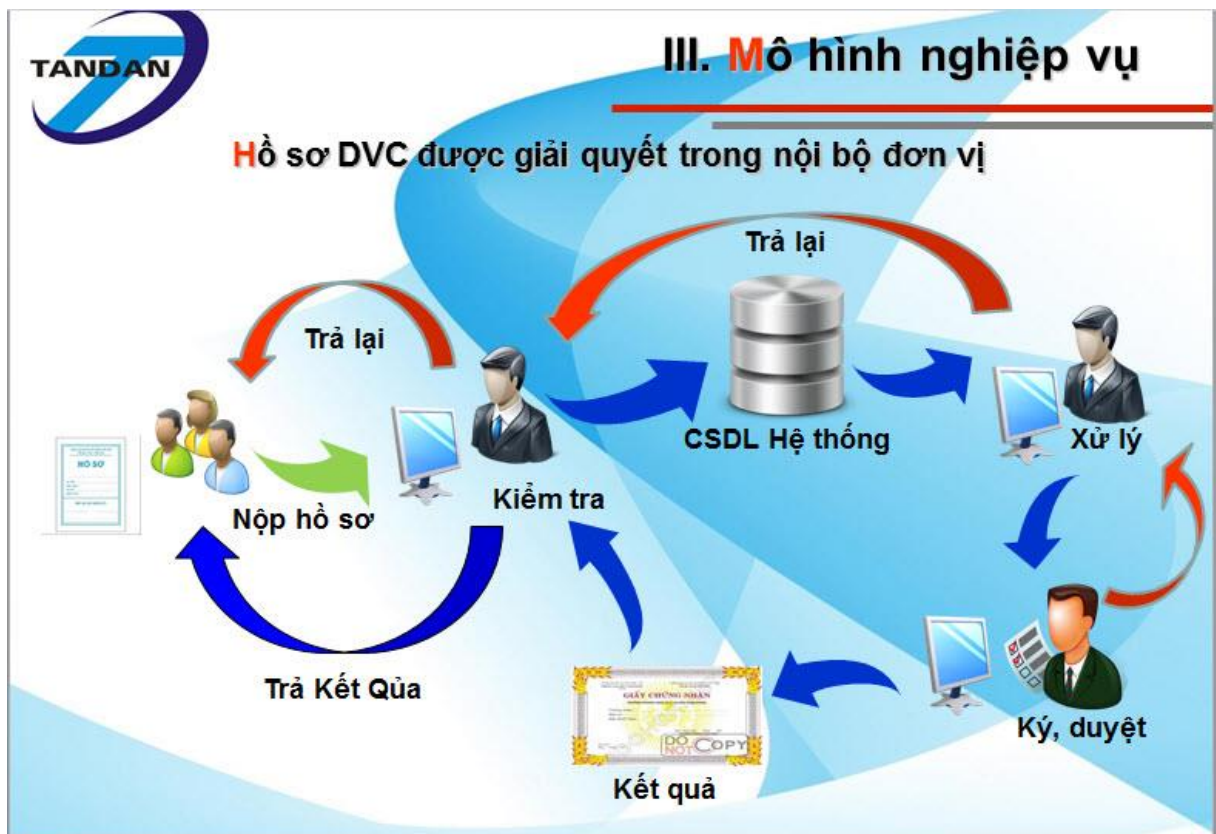 TANDAN
III. Mô hình nghiệp vụ
Hồ sơ DVC được giải quyết trong nội bộ đơn vị
Trả lại
Trả lại
CSDL Hệ thống
Xử lý
HỒ SƠ
Nộp hồ sơ
Kiểm tra
Trả Kết Qủa
GIẤY CHỨNG NHẬN
DO NOT COPY
Kết quả
Ký, duyệt